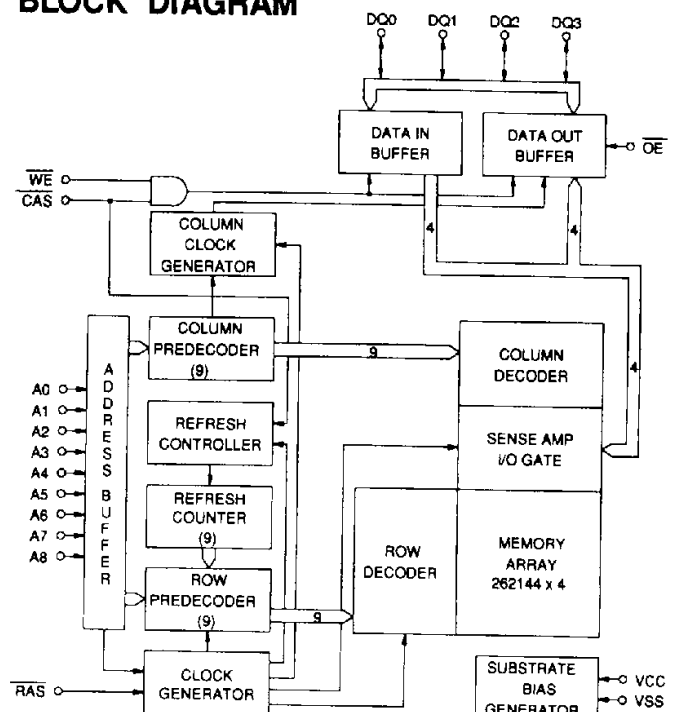 BLOCK DIAGRAM
DQ0 DQ1 DQ2 DQ3
DATA IN
BUFFER
DATA OUT
BUFFER
OE
WE
CAS
4
4
COLUMN
CLOCK
GENERATOR
COLUMN
PREDECODER
(9)
9
COLUMN
DECODER
4
ADDRESS BUFFER
A0
A1
A2
A3
A4
A5
A6
A7
A8
REFRESH
CONTROLLER
SENSE AMP
I/O GATE
REFRESH
COUNTER
(9)
ROW
DECODER
MEMORY
ARRAY
262144 x 4
ROW
PREDECODER
(9)
9
RAS
CLOCK
GENERATOR
SUBSTRATE
BIAS
GENERATOR
VCC
VSS